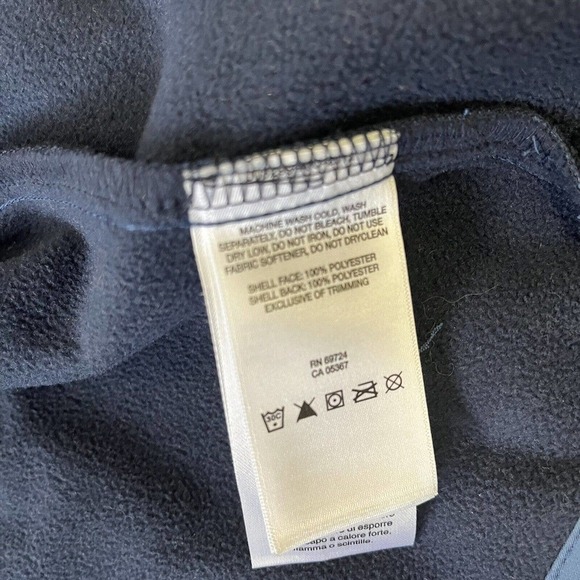 MACHINE WASH COLD, WASH
SEPARATELY, DO NOT BLEACH, TUMBLE
DRY LOW, DO NOT IRON, DO NOT USE
FABRIC SOFTENER, DO NOT DRYCLEAN
SHELL FACE: 100% POLYESTER
SHELL BACK: 100% POLYESTER
EXCLUSIVE OF TRIMMING
RN 69724
CA 05367
30C
di esporre
capo a calore forte,
fiamma o scintille.